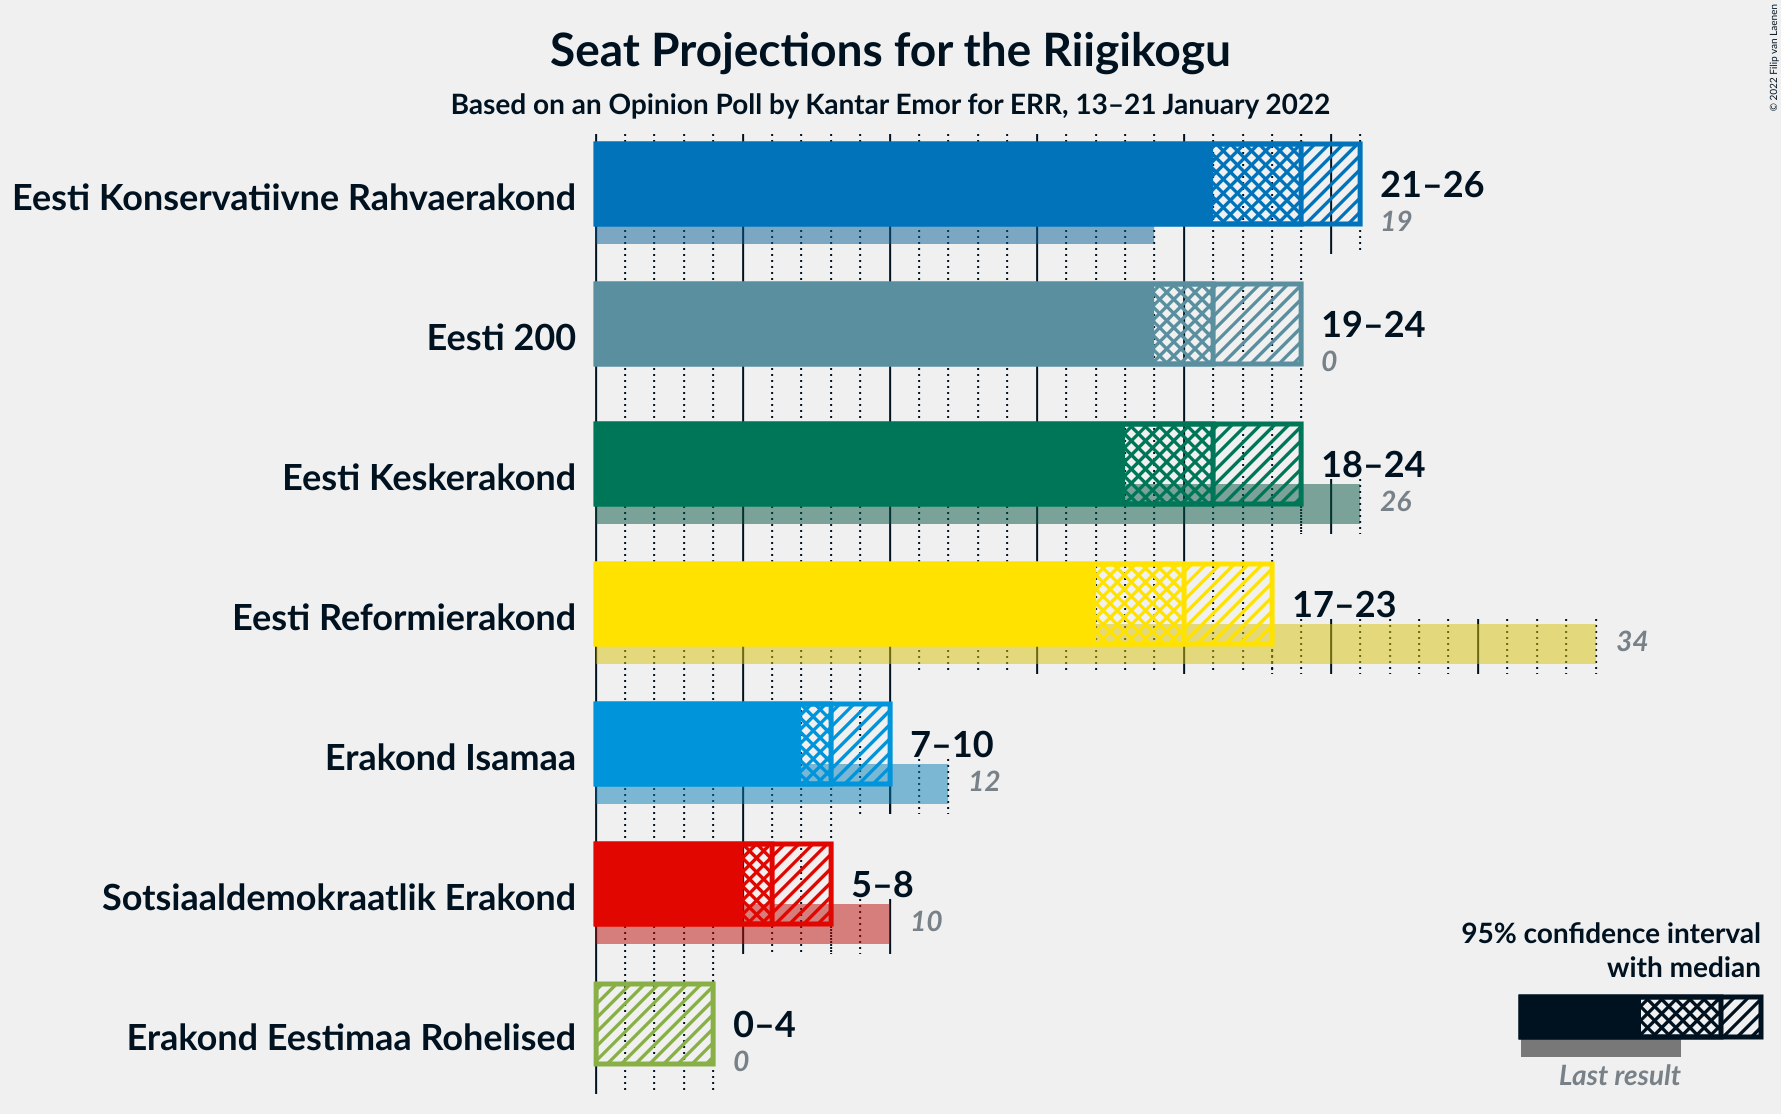 Seat Projections for the Riigikogu
Based on an Opinion Poll by Kantar Emor for ERR, 13–21 January 2022
© 2022 Filip van Laenen
Eesti Konservatiivne Rahvaerakond
21–26
19
Eesti 200
19–24
0
Eesti Keskerakond
18–24
26
Eesti Reformierakond
17–23
34
Erakond Isamaa
7–10
12
Sotsiaaldemokraatlik Erakond
5–8
10
Erakond Eestimaa Rohelised
0–4
0
95% confidence interval
with median
Last result